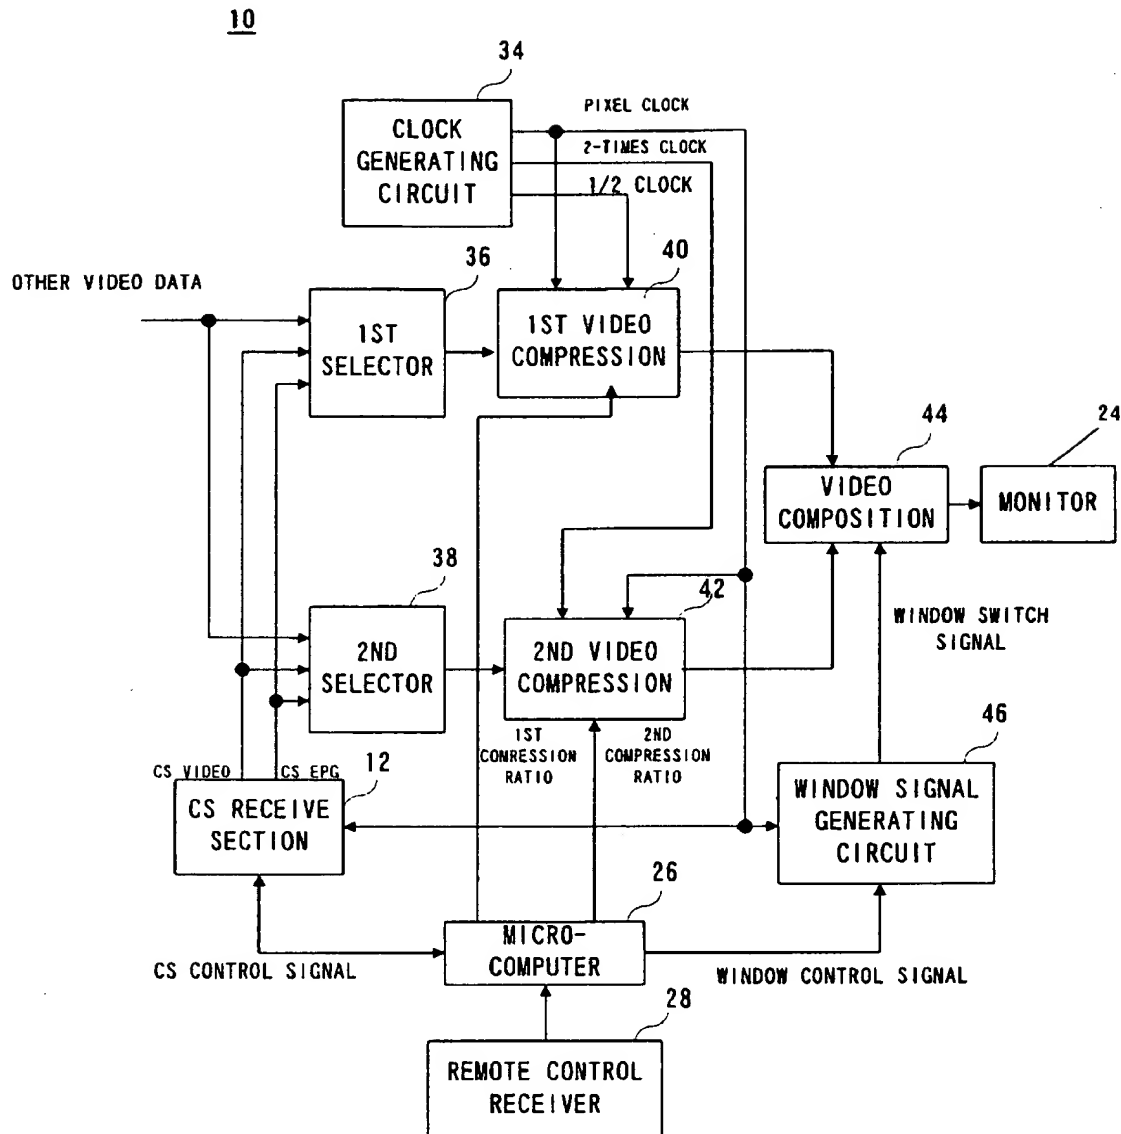 10
34
CLOCK
GENERATING
CIRCUIT
PIXEL CLOCK
2-TIMES CLOCK
1/2 CLOCK
OTHER VIDEO DATA
36
1ST
SELECTOR
40
1ST VIDEO
COMPRESSION
44
VIDEO
COMPOSITION
24
MONITOR
38
2ND
SELECTOR
42
2ND VIDEO
COMPRESSION
WINDOW SWITCH
SIGNAL
1ST
CONRESSION
RATIO
2ND
COMPRESSION
RATIO
46
WINDOW SIGNAL
GENERATING
CIRCUIT
CS VIDEO
CS EPG
12
CS RECEIVE
SECTION
26
MICRO-
COMPUTER
CS CONTROL SIGNAL
WINDOW CONTROL SIGNAL
28
REMOTE CONTROL
RECEIVER